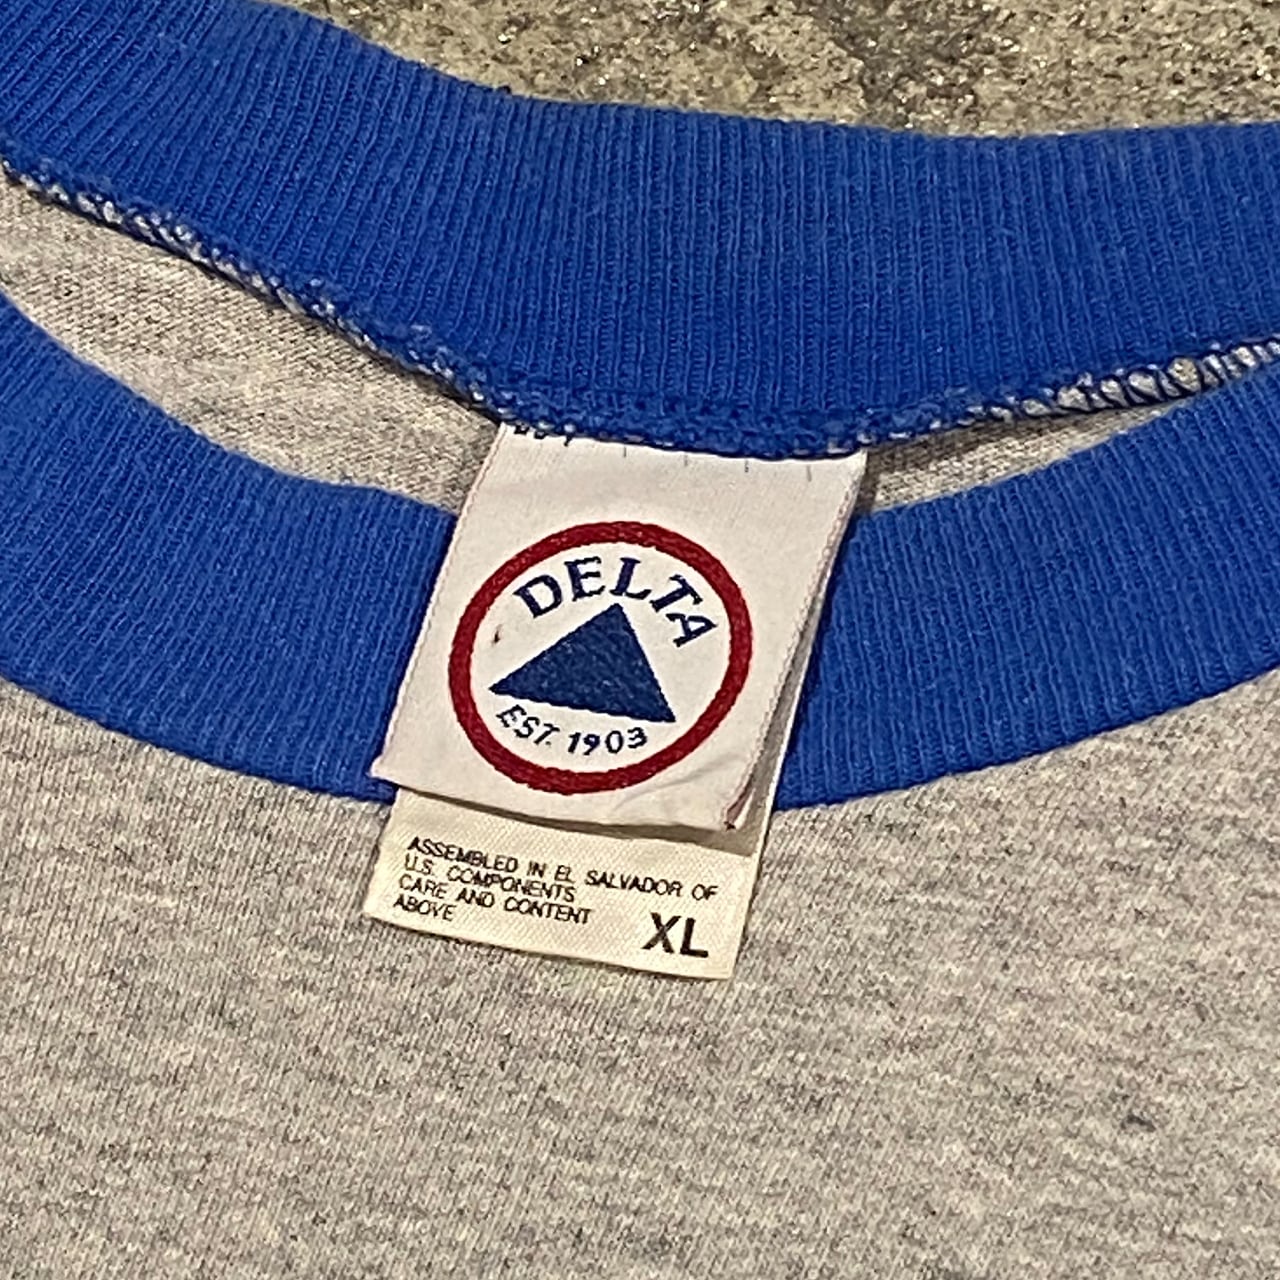 DELTA
EST. 1903
ASSEMBLED IN EL SALVADOR OF
U.S. COMPONENTS
CARE AND CONTENT
ABOVE
XL